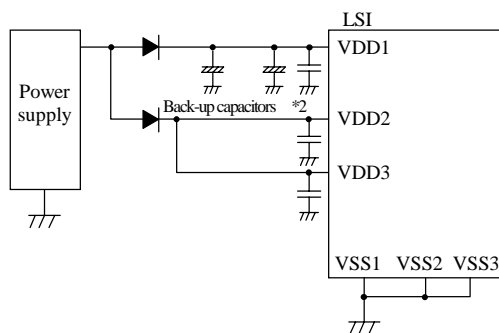 LSI
Power
supply
VDD1
Back-up capacitors *2
VDD2
VDD3
VSS1 VSS2 VSS3